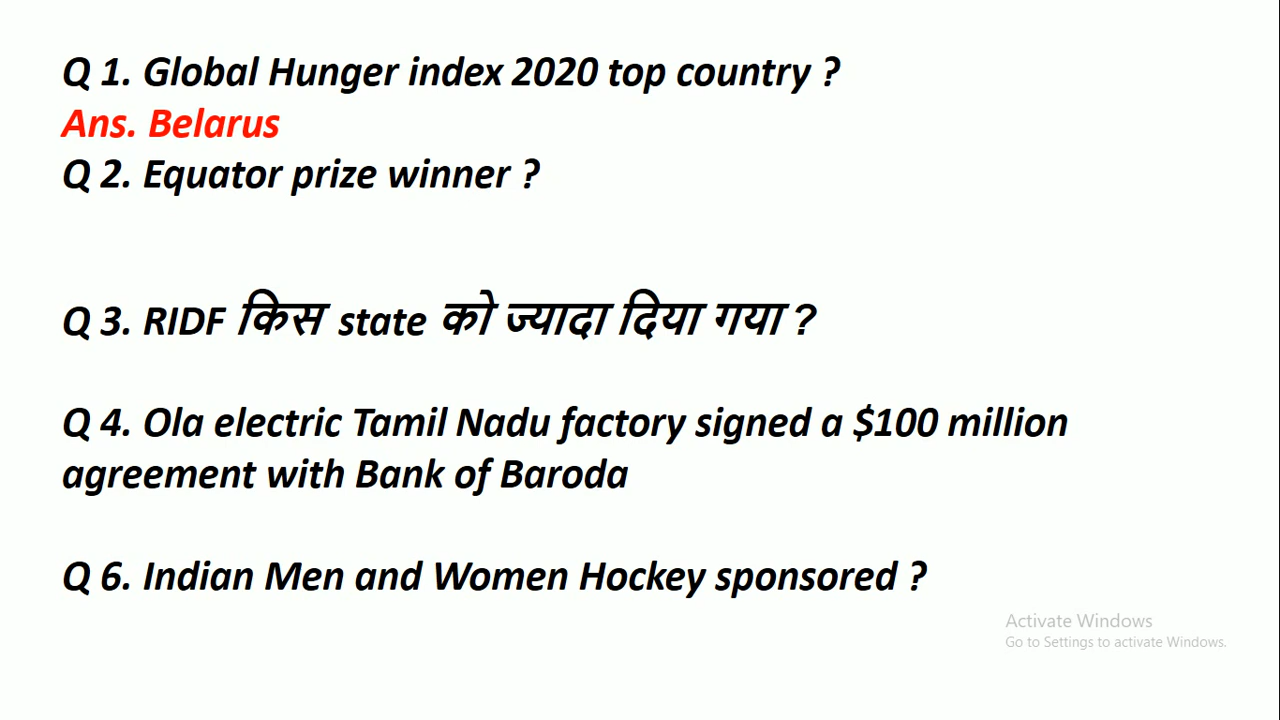 Q 1. Global Hunger index 2020 top country ?
Ans. Belarus
Q 2. Equator prize winner ?
Q 3. RIDF किस state को ज्यादा दिया गया ?
Q 4. Ola electric Tamil Nadu factory signed a $100 million
agreement with Bank of Baroda
Q 6. Indian Men and Women Hockey sponsored ?
Activate Windows
Go to Settings to activate Windows.